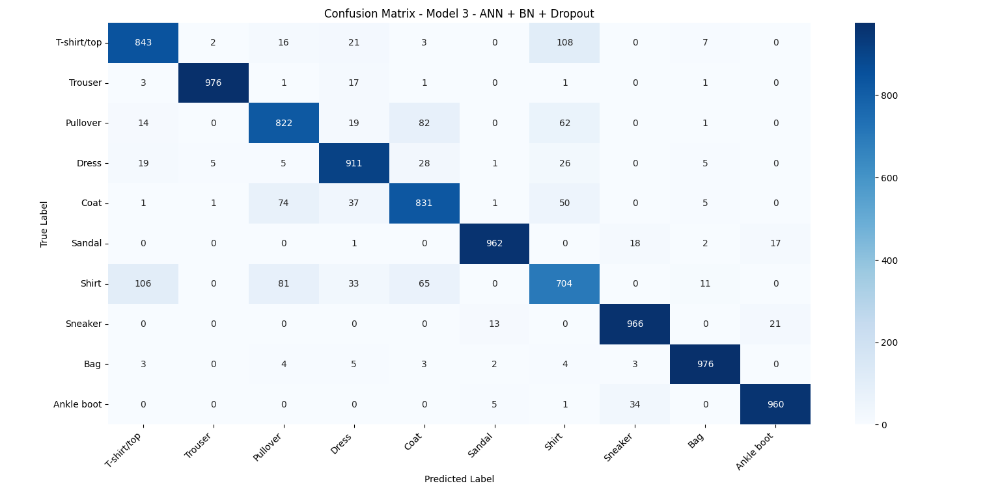 Confusion Matrix - Model 3 - ANN + BN + Dropout
T-shirt/top 843 2 16 21 3 0 108 0 7 0
Trouser 3 976 1 17 1 0 1 0 1 0
Pullover 14 0 822 19 82 0 62 0 1 0
Dress 19 5 5 911 28 1 26 0 5 0
Coat 1 1 74 37 831 1 50 0 5 0
Sandal 0 0 0 1 0 962 0 18 2 17
Shirt 106 0 81 33 65 0 704 0 11 0
Sneaker 0 0 0 0 0 13 0 966 0 21
Bag 3 0 4 5 3 2 4 3 976 0
Ankle boot 0 0 0 0 0 5 1 34 0 960
True Label
T-shirt/top Trouser Pullover Dress Coat Sandal Shirt Sneaker Bag Ankle boot
Predicted Label
800
600
400
200
0